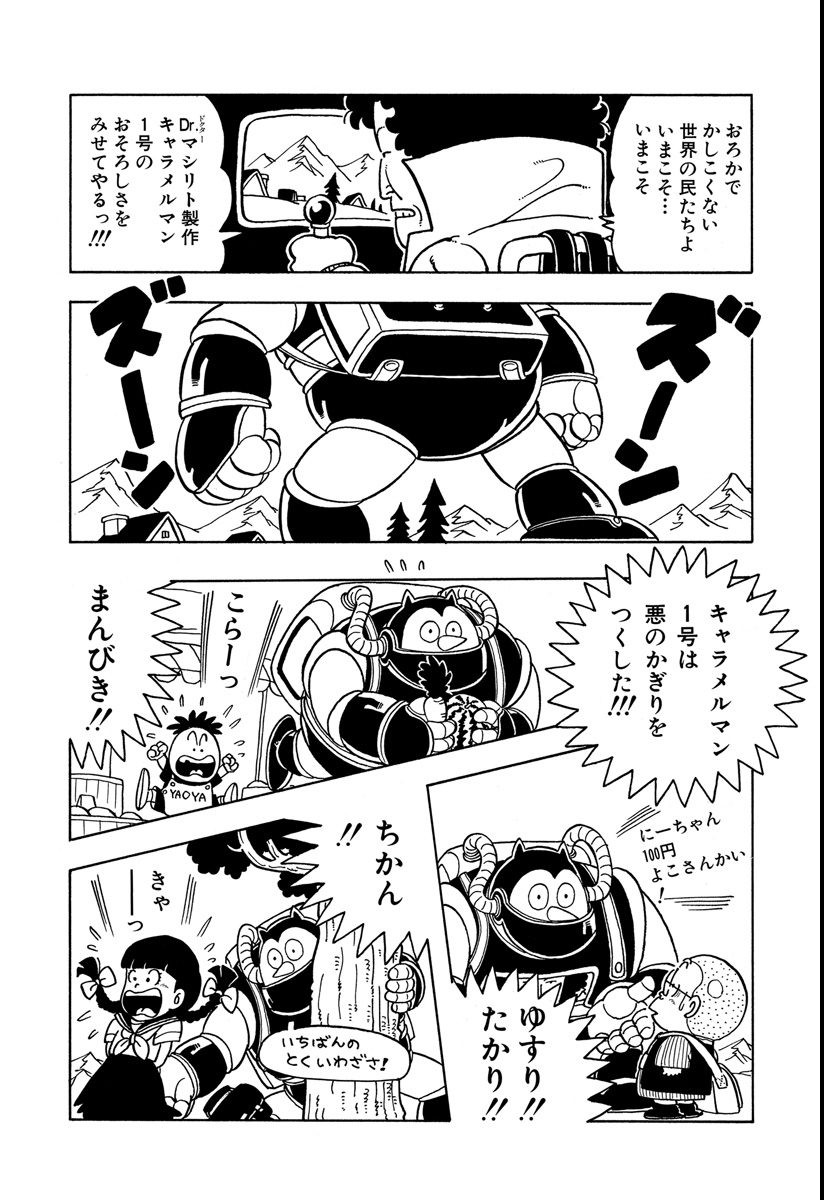 おろかで
かしこくない
世界の民たちよ
いまこそ…
いまこそ
Dr.マシリト製作
ドクター
キャラメルマン
1号の
おそろしさを
みせてやるっ!!!
ズーン
ズーン
キャラメルマン
1号は
悪のかぎりを
つくした!!!
こらーっ
まんびき!!
YAOYA
にーちゃん
100円
よこさんかい
!
ゆすり!!
たかり!!
ちかん
!!
きゃーっ
いちばんの
とくいわざさ!